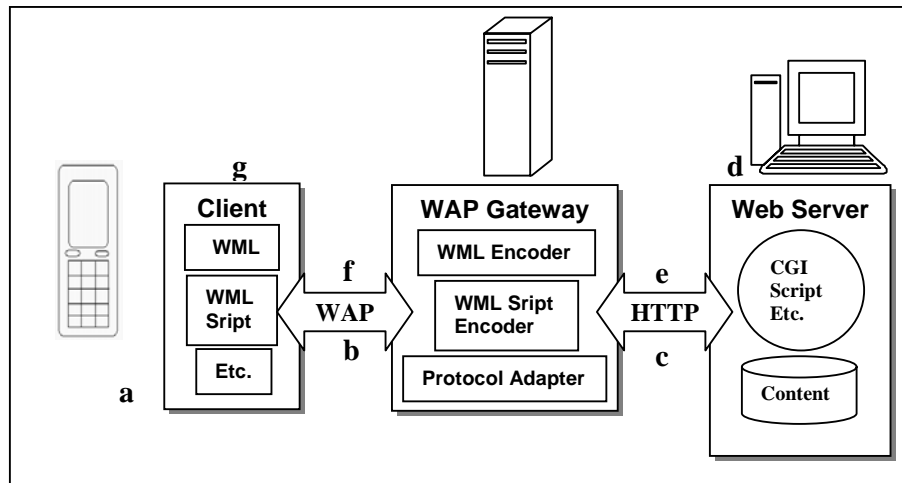 g
d
a
Client
WML
WML
Sript
Etc.
f
WAP
b
WAP Gateway
WML Encoder
WML Sript
Encoder
Protocol Adapter
e
HTTP
c
Web Server
CGI
Script
Etc.
Content